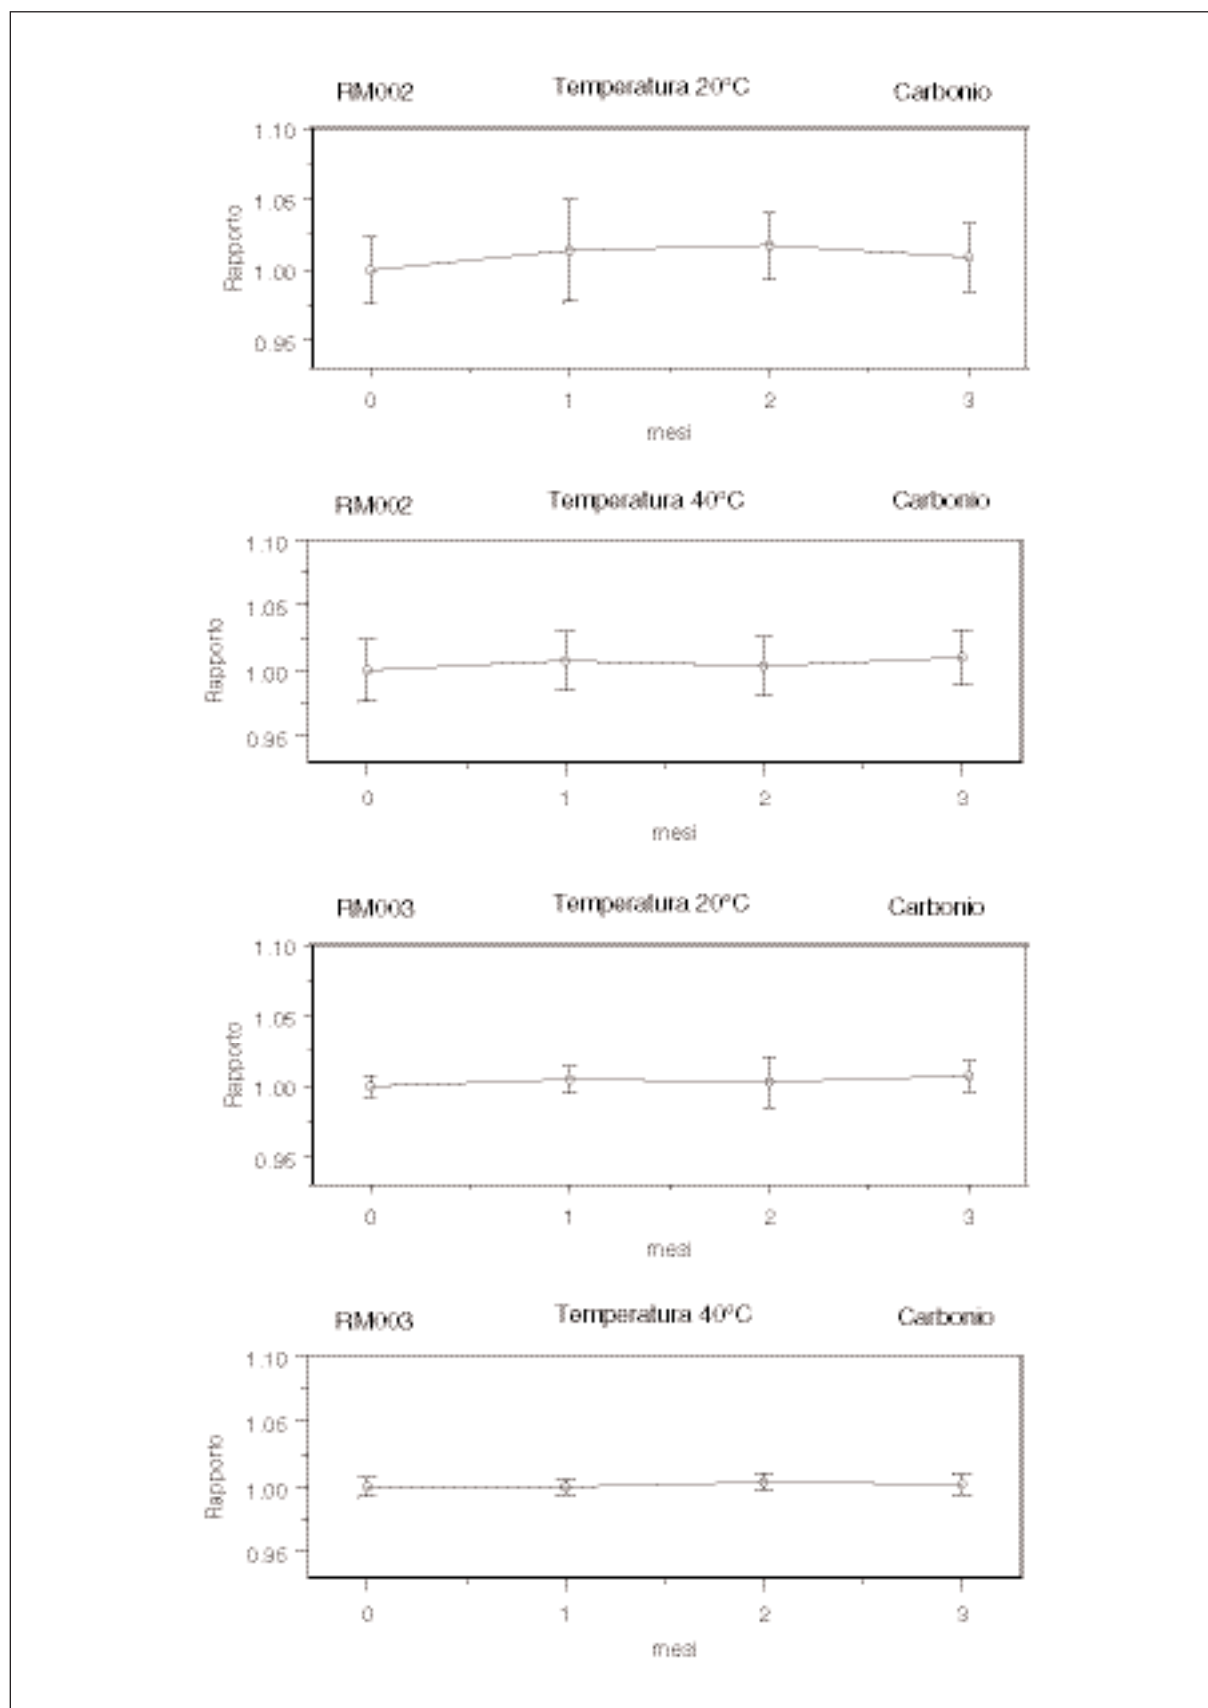 RM002 Temperatura 20°C Carbonio
1.10
1.05
1.00
0.95
Rapporto
0 1 2 3
mesi
RM002 Temperatura 40°C Carbonio
1.10
1.05
1.00
0.95
Rapporto
0 1 2 3
mesi
RM003 Temperatura 20°C Carbonio
1.10
1.05
1.00
0.95
Rapporto
0 1 2 3
mesi
RM003 Temperatura 40°C Carbonio
1.10
1.05
1.00
0.95
Rapporto
0 1 2 3
mesi